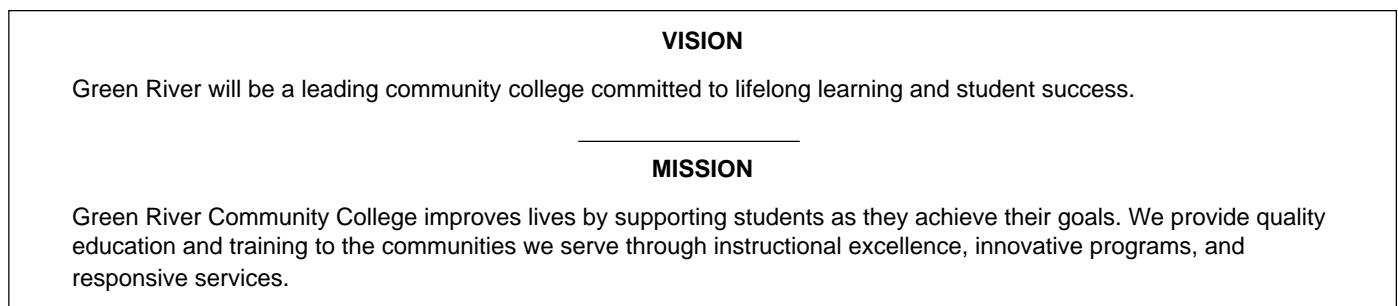 VISION
Green River will be a leading community college committed to lifelong learning and student success.
MISSION
Green River Community College improves lives by supporting students as they achieve their goals. We provide quality
education and training to the communities we serve through instructional excellence, innovative programs, and
responsive services.